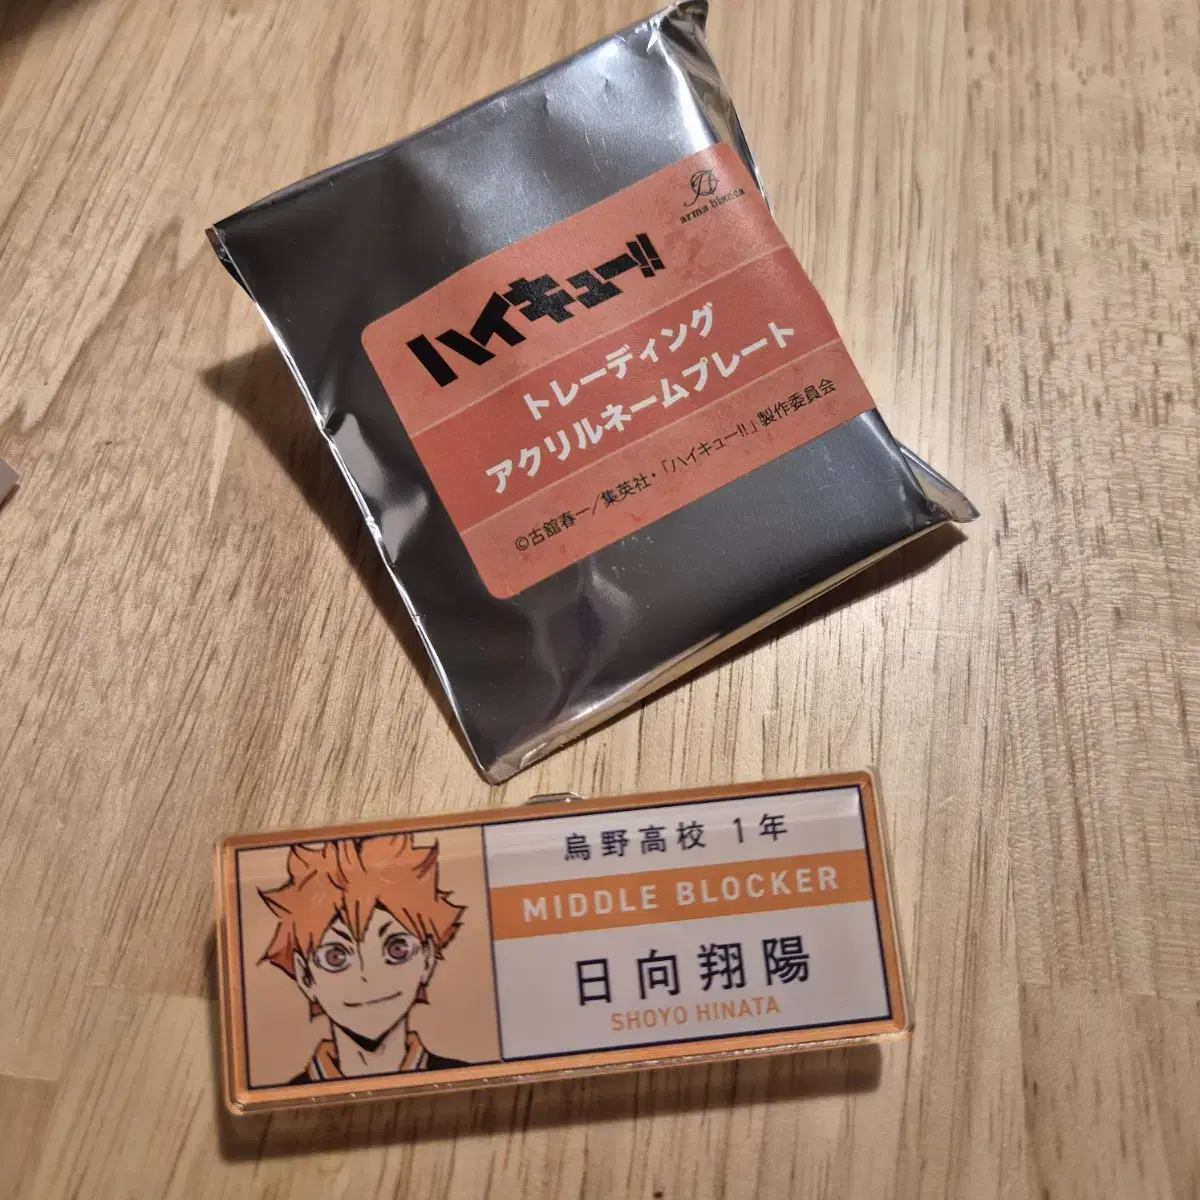 arma bianca
ハイキュー!!
トレーディング
アクリルネームプレート
©古舘春一/集英社・「ハイキュー!!」製作委員会
烏野高校 1年
MIDDLE BLOCKER
日向翔陽
SHOYO HINATA